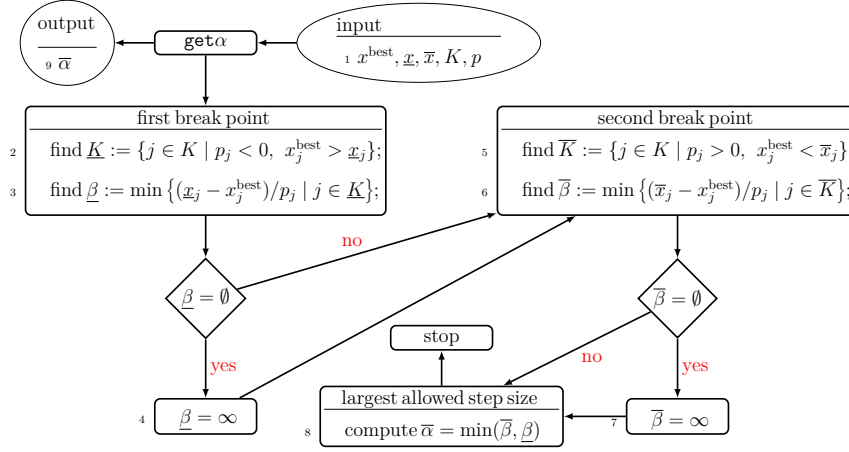 output
9 α̅
getα
input
1 x^best, x̲, x̅, K, p
first break point
2 find K̲ := {j ∈ K | p_j < 0, x_j^best > x̲_j};
3 find β̲ := min {(x̲_j − x_j^best)/p_j | j ∈ K̲};
second break point
5 find K̅ := {j ∈ K | p_j > 0, x_j^best < x̅_j}
6 find β̅ := min {(x̅_j − x_j^best)/p_j | j ∈ K̅};
no
β̲ = ∅
β̅ = ∅
stop
yes
no
yes
4 β̲ = ∞
largest allowed step size
8 compute α̅ = min(β̅, β̲)
7 β̅ = ∞